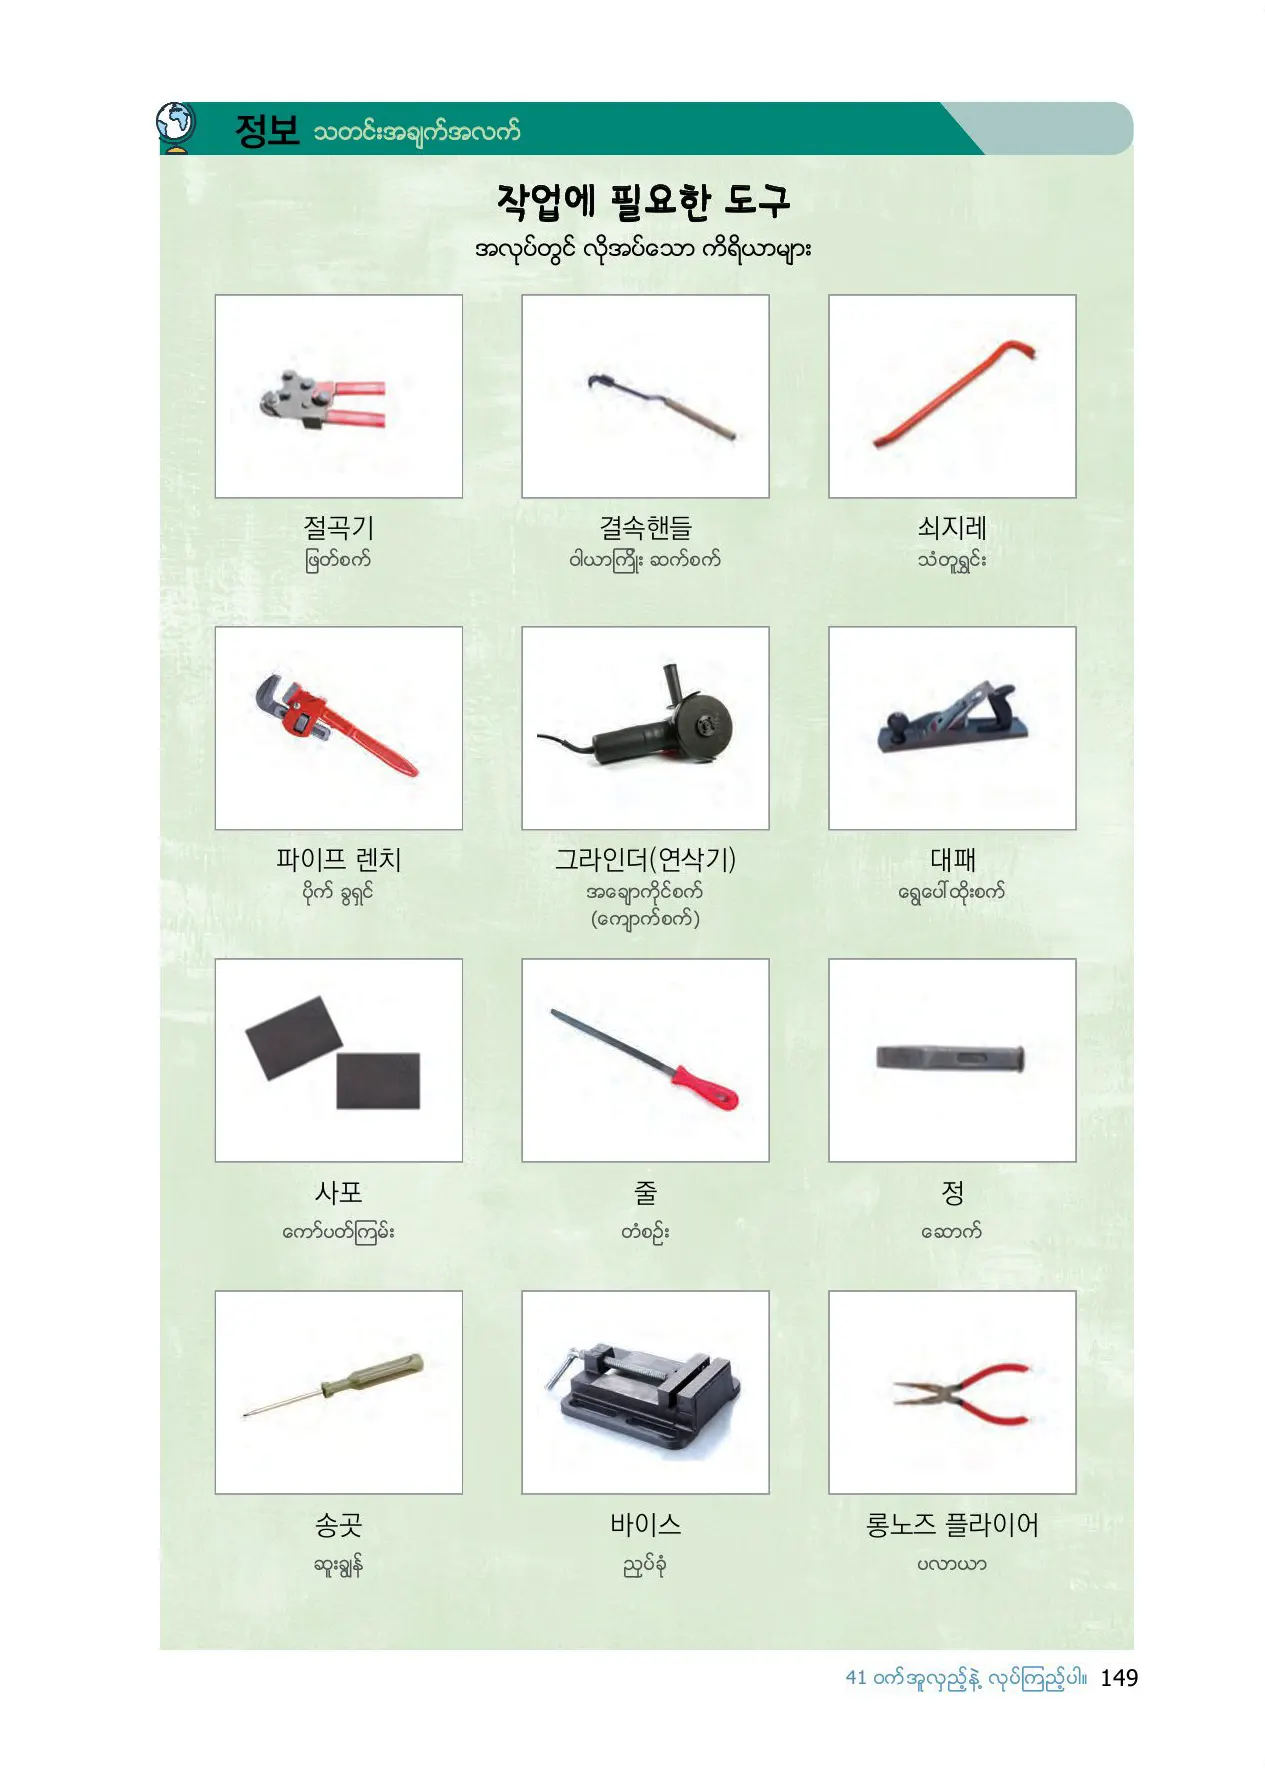 정보 သတင်းအချက်အလက်
작업에 필요한 도구
အလုပ်တွင် လိုအပ်သော ကိရိယာများ
절곡기 결속핸들 쇠지레
ဖြတ်စက် ဝါယာကြိုး ဆက်စက် သံတူရွှင်း
파이프 렌치 그라인더(연삭기) 대패
ပိုက် ခွရှင် အချောကိုင်စက် ရွေပေါ်ထိုးစက်
(ကျောက်စက်)
사포 줄 정
ကော်ပတ်ကြမ်း တံစဉ်း ဆောက်
송곳 바이스 롱노즈 플라이어
ဆူးချွန် ညှပ်ခုံ ပလာယာ
41 ဝက်အူလှည့်နဲ့ လုပ်ကြည့်ပါ။ 149